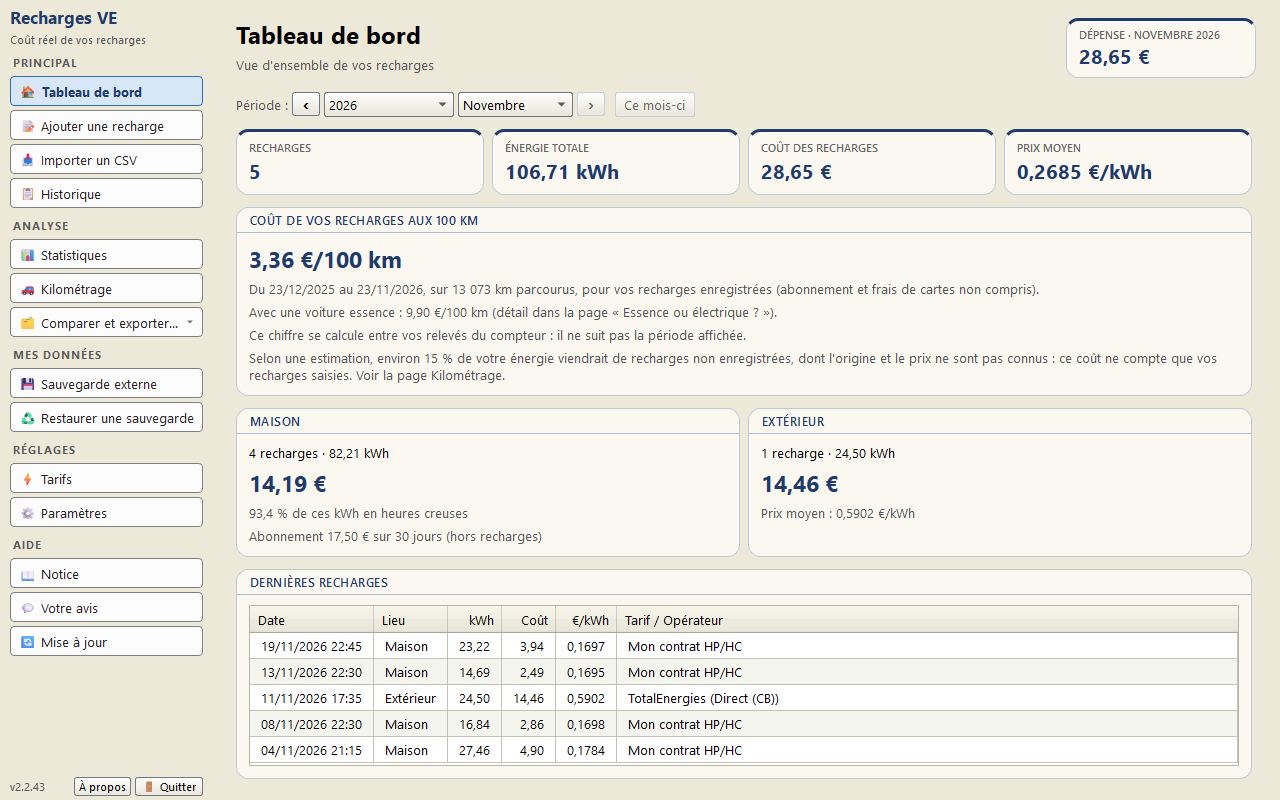 Recharges VE
Coût réel de vos recharges
PRINCIPAL
Tableau de bord
Ajouter une recharge
Importer un CSV
Historique
ANALYSE
Statistiques
Kilométrage
Comparer et exporter...
MES DONNÉES
Sauvegarde externe
Restaurer une sauvegarde
RÉGLAGES
Tarifs
Paramètres
AIDE
Notice
Votre avis
Mise à jour
v2.2.43
À propos
Quitter
Tableau de bord
Vue d'ensemble de vos recharges
DÉPENSE · NOVEMBRE 2026
28,65 €
Période : ‹ 2026 Novembre › Ce mois-ci
RECHARGES
5
ÉNERGIE TOTALE
106,71 kWh
COÛT DES RECHARGES
28,65 €
PRIX MOYEN
0,2685 €/kWh
COÛT DE VOS RECHARGES AUX 100 KM
3,36 €/100 km
Du 23/12/2025 au 23/11/2026, sur 13 073 km parcourus, pour vos recharges enregistrées (abonnement et frais de cartes non compris).
Avec une voiture essence : 9,90 €/100 km (détail dans la page « Essence ou électrique ? »).
Ce chiffre se calcule entre vos relevés du compteur : il ne suit pas la période affichée.
Selon une estimation, environ 15 % de votre énergie viendrait de recharges non enregistrées, dont l'origine et le prix ne sont pas connus : ce coût ne compte que vos
recharges saisies. Voir la page Kilométrage.
MAISON
4 recharges · 82,21 kWh
14,19 €
93,4 % de ces kWh en heures creuses
Abonnement 17,50 € sur 30 jours (hors recharges)
EXTÉRIEUR
1 recharge · 24,50 kWh
14,46 €
Prix moyen : 0,5902 €/kWh
DERNIÈRES RECHARGES
Date Lieu kWh Coût €/kWh Tarif / Opérateur
19/11/2026 22:45 Maison 23,22 3,94 0,1697 Mon contrat HP/HC
13/11/2026 22:30 Maison 14,69 2,49 0,1695 Mon contrat HP/HC
11/11/2026 17:35 Extérieur 24,50 14,46 0,5902 TotalEnergies (Direct (CB))
08/11/2026 22:30 Maison 16,84 2,86 0,1698 Mon contrat HP/HC
04/11/2026 21:15 Maison 27,46 4,90 0,1784 Mon contrat HP/HC